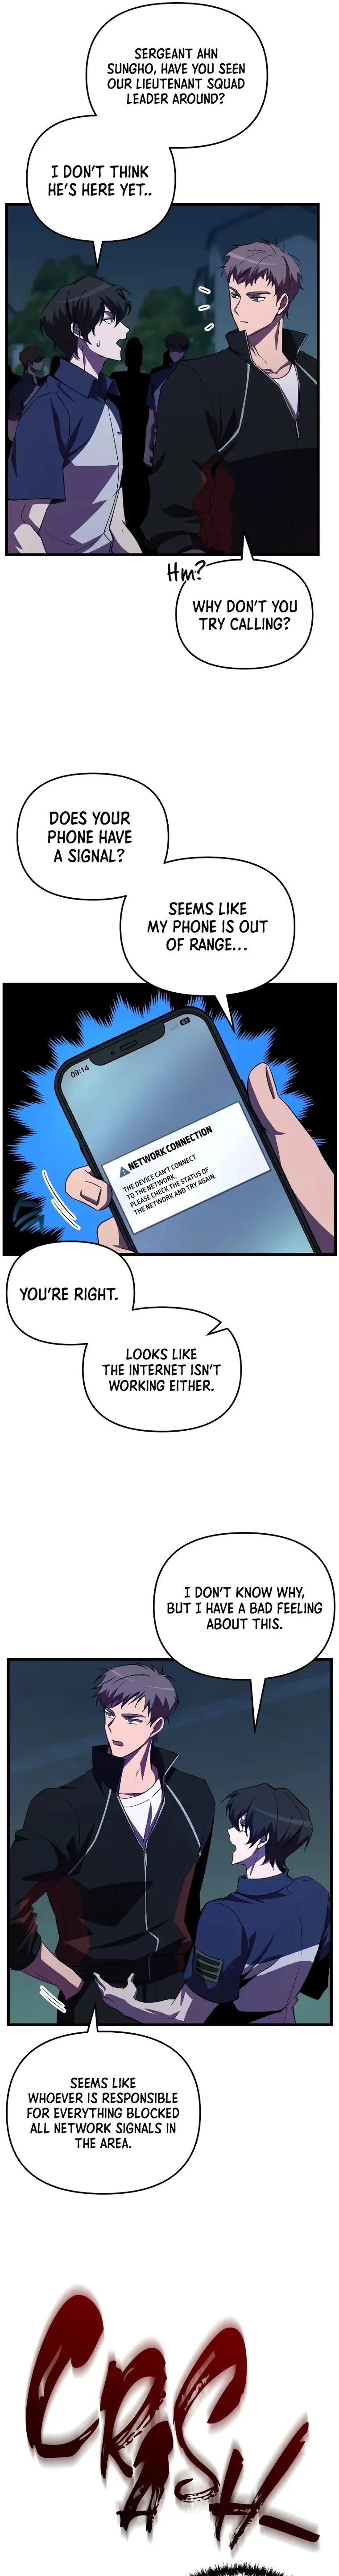 SERGEANT AHN
SUNGHO, HAVE YOU SEEN
OUR LIEUTENANT SQUAD
LEADER AROUND?
I DON'T THINK
HE'S HERE YET..
Hm?
WHY DON'T YOU
TRY CALLING?
DOES YOUR
PHONE HAVE
A SIGNAL?
SEEMS LIKE
MY PHONE IS OUT
OF RANGE...
09:14
NETWORK CONNECTION
THE DEVICE CAN'T CONNECT
TO THE NETWORK.
PLEASE CHECK THE STATUS OF
THE NETWORK AND TRY AGAIN.
YOU'RE RIGHT.
LOOKS LIKE
THE INTERNET ISN'T
WORKING EITHER.
I DON'T KNOW WHY,
BUT I HAVE A BAD FEELING
ABOUT THIS.
SEEMS LIKE
WHOEVER IS RESPONSIBLE
FOR EVERYTHING BLOCKED
ALL NETWORK SIGNALS IN
THE AREA.
CRASH